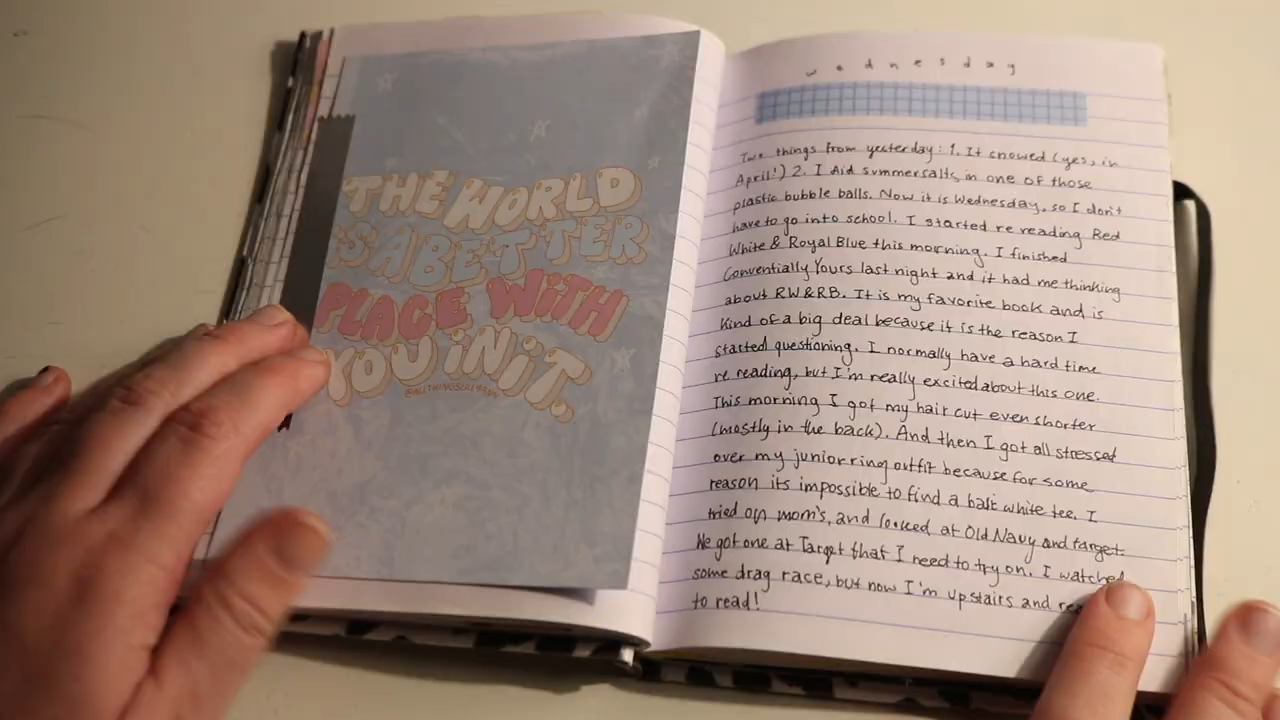 THE WORLD
IS A BETTER
PLACE WITH
YOU IN IT.
wednesday
Two things from yesterday: 1. It snowed (yes, in
April!) 2. I did summersalts in one of those
plastic bubble balls. Now it is Wednesday, so I don't
have to go into school. I started re reading Red
White & Royal Blue this morning. I finished
Conventially Yours last night and it had me thinking
about RW&RB. It is my favorite book and is
kind of a big deal because it is the reason I
started questioning. I normally have a hard time
re reading, but I'm really excited about this one.
This morning I got my hair cut even shorter
(mostly in the back). And then I got all stressed
over my junior ring outfit because for some
reason its impossible to find a basic white tee. I
tried on mom's, and looked at Old Navy and target.
We got one at Target that I need to try on. I watched
some drag race, but now I'm upstairs and
to read!